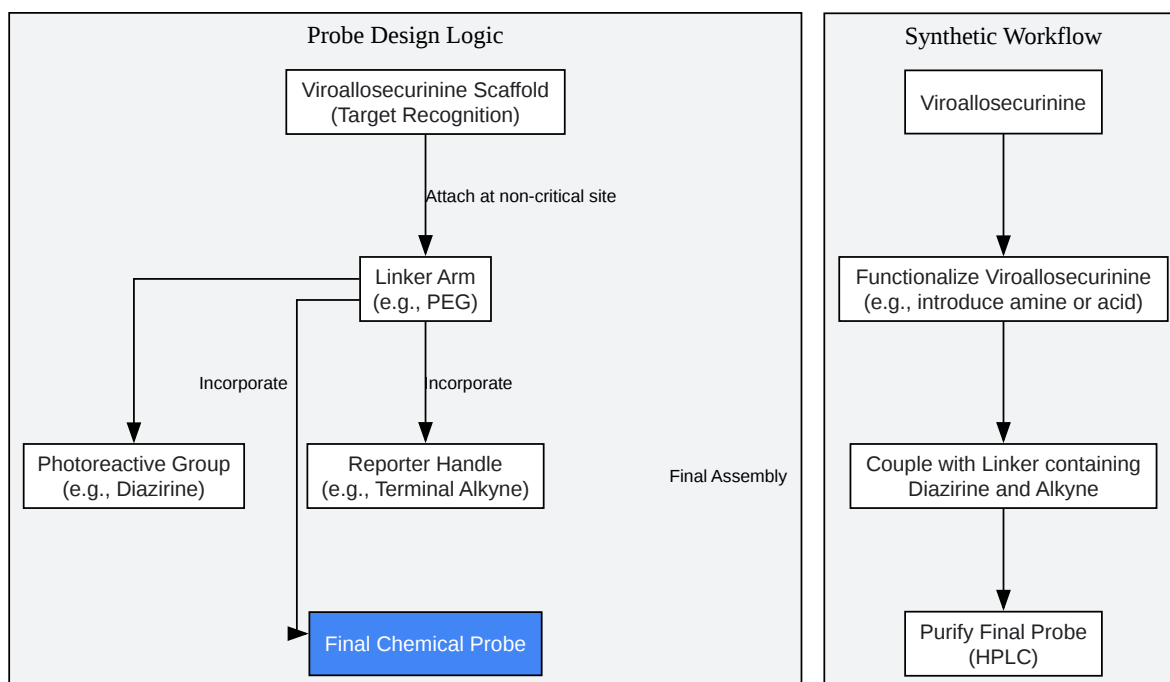 Probe Design Logic
Viroallosecurinine Scaffold
(Target Recognition)
Attach at non-critical site
Linker Arm
(e.g., PEG)
Incorporate
Incorporate
Photoreactive Group
(e.g., Diazirine)
Reporter Handle
(e.g., Terminal Alkyne)
Final Assembly
Final Chemical Probe
Synthetic Workflow
Viroallosecurinine
Functionalize Viroallosecurinine
(e.g., introduce amine or acid)
Couple with Linker containing
Diazirine and Alkyne
Purify Final Probe
(HPLC)